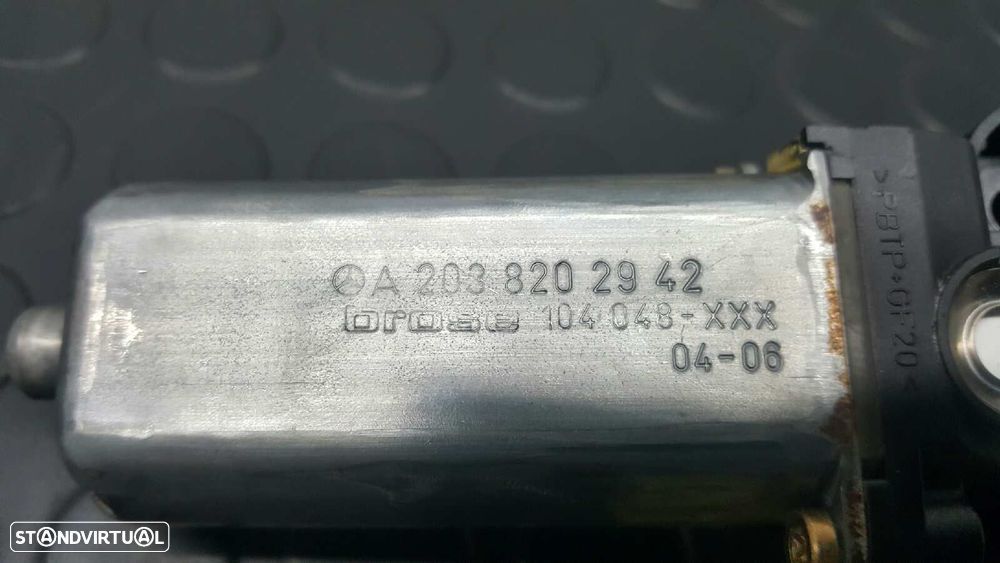 A 203 820 29 42
brose 104 048-XXX
04-06
>PBTP+GF20<
STANDVIRTUAL